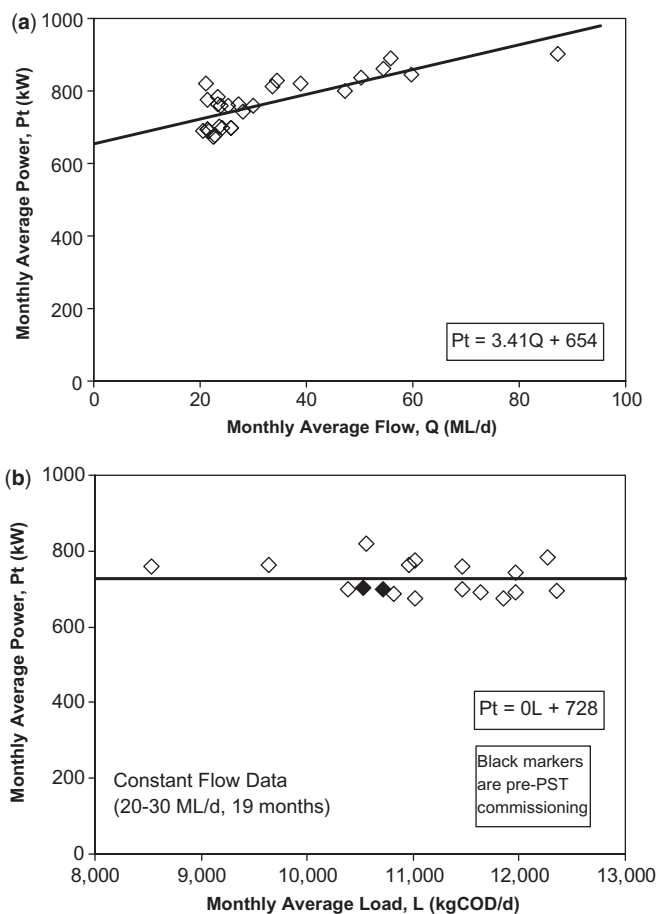 (a)
1000
800
600
400
200
0
Monthly Average Power, Pt (kW)
Pt = 3.41Q + 654
0 20 40 60 80 100
Monthly Average Flow, Q (ML/d)
(b)
1000
800
600
400
200
0
Monthly Average Power, Pt (kW)
Pt = 0L + 728
Black markers
are pre-PST
commissioning
Constant Flow Data
(20-30 ML/d, 19 months)
8,000 9,000 10,000 11,000 12,000 13,000
Monthly Average Load, L (kgCOD/d)